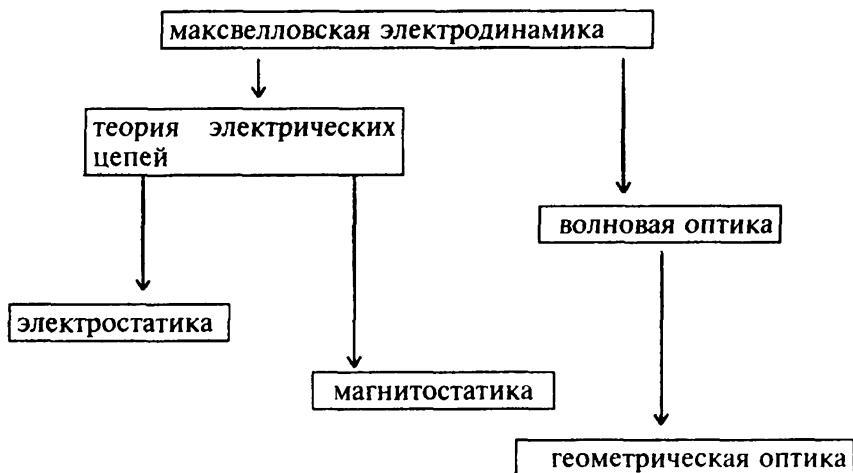 максвелловская электродинамика
теория электрических
цепей
волновая оптика
электростатика
магнитостатика
геометрическая оптика